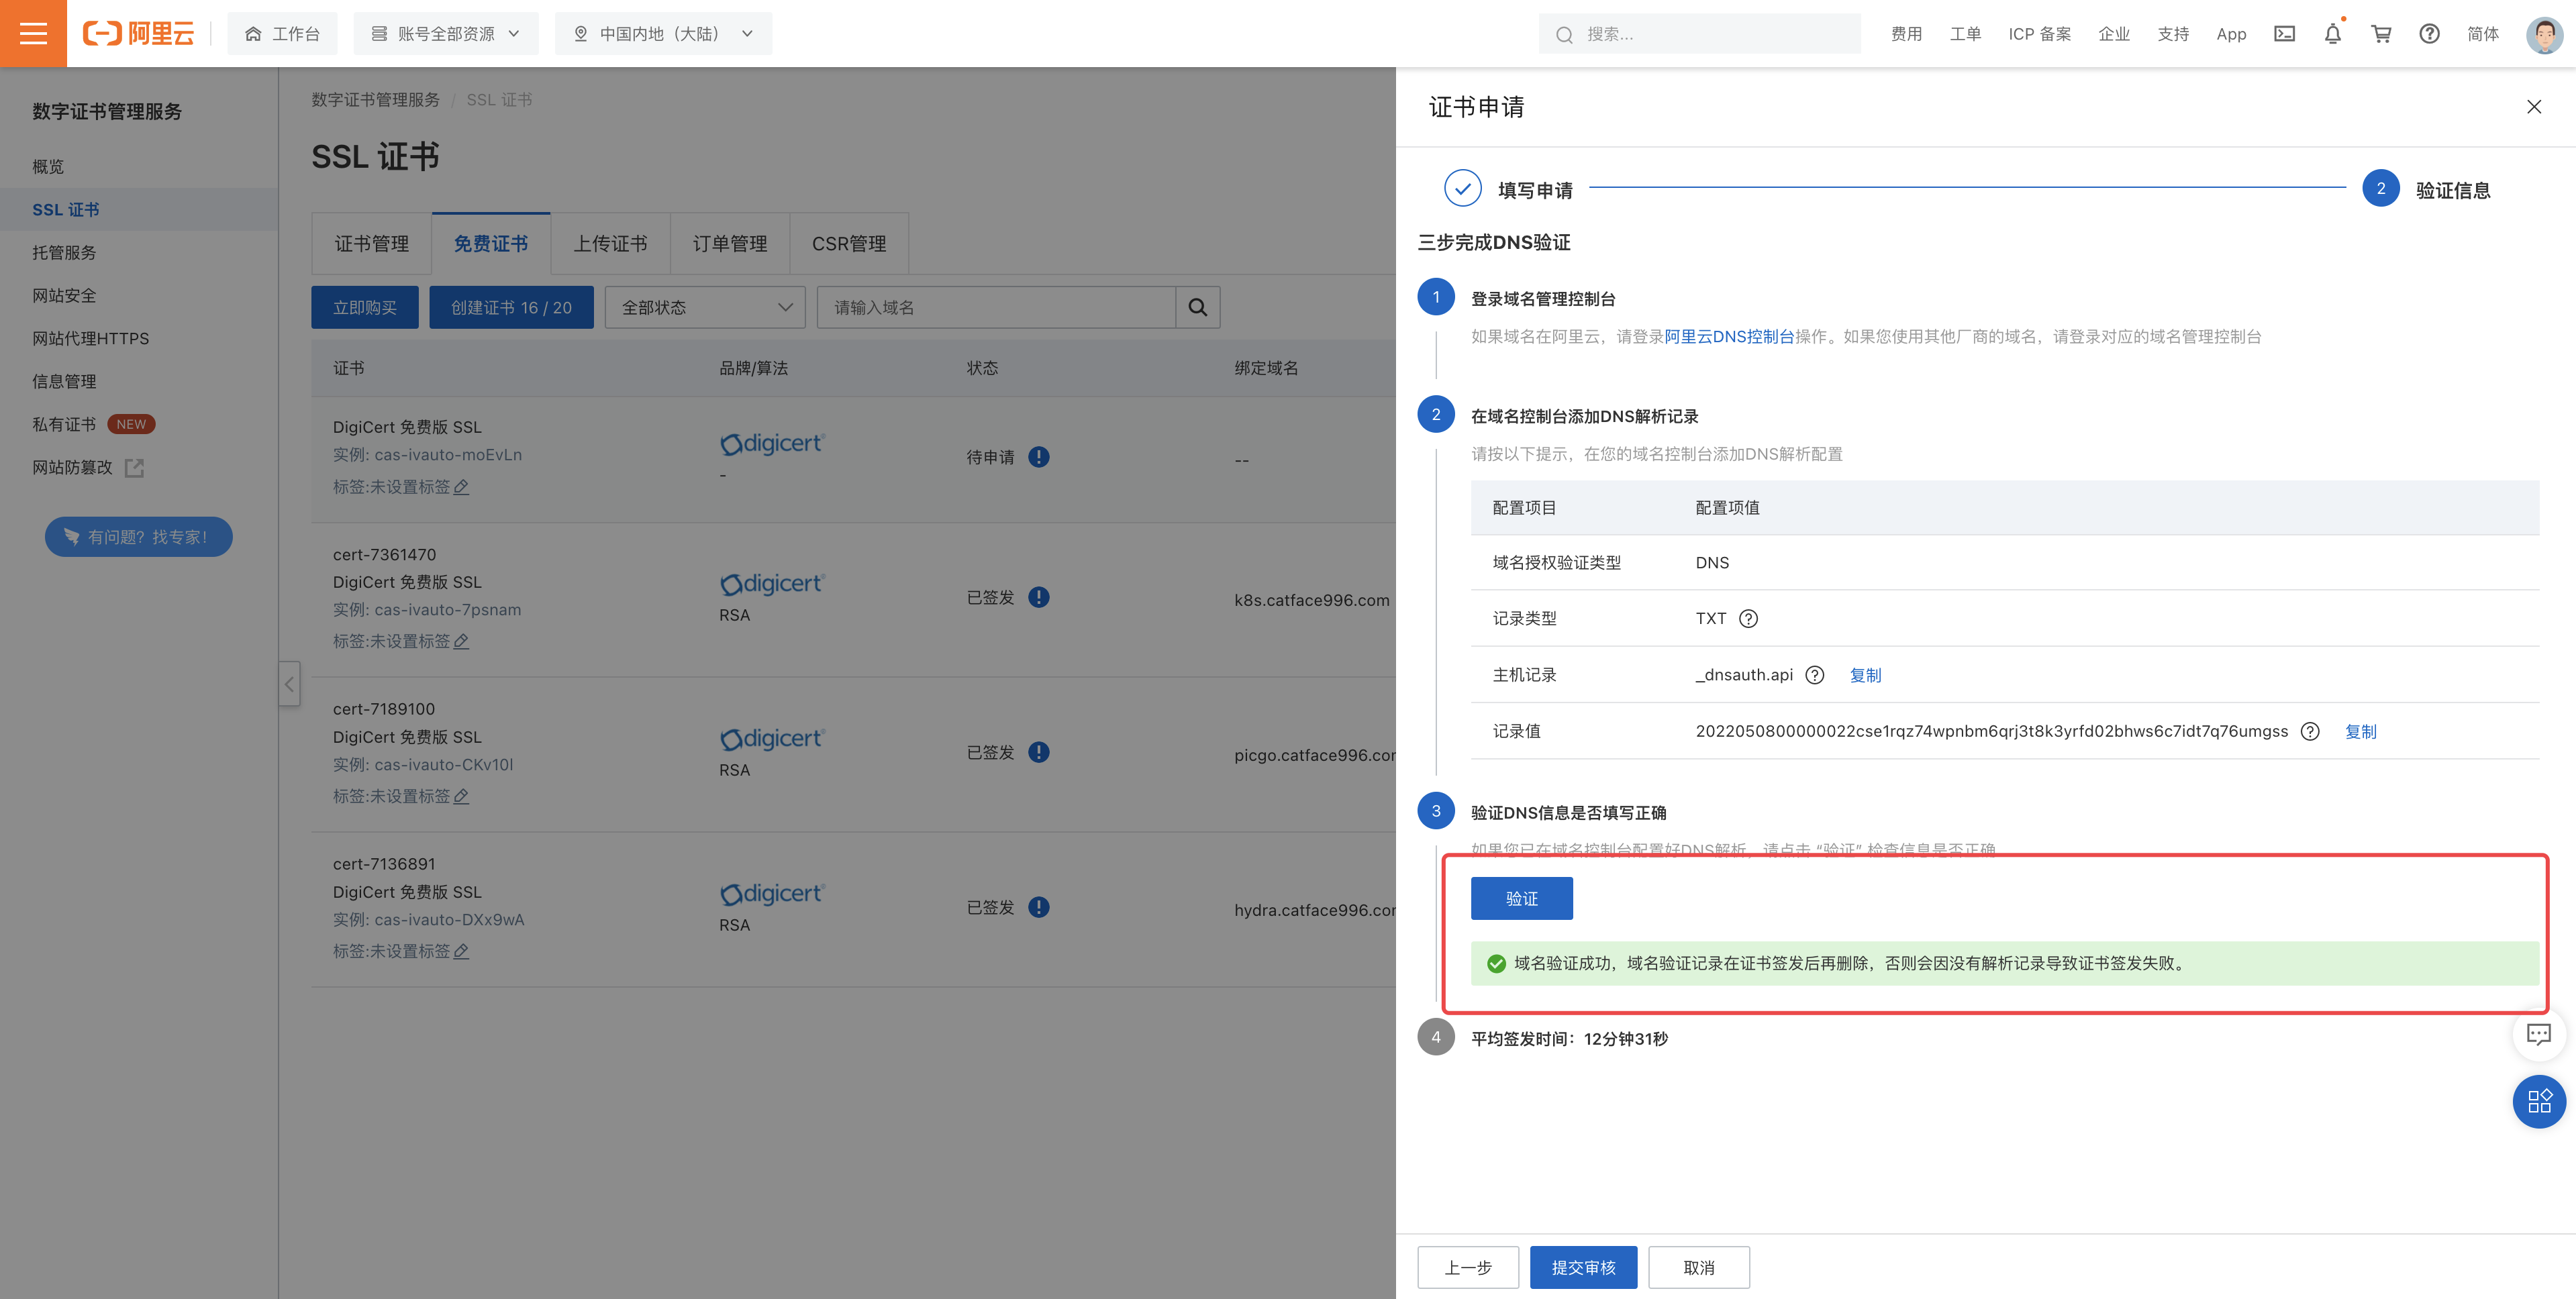 阿里云
工作台
账号全部资源
中国内地（大陆）
搜索...
费用
工单
ICP 备案
企业
支持
App
简体
数字证书管理服务
概览
SSL 证书
托管服务
网站安全
网站代理HTTPS
信息管理
私有证书 NEW
网站防篡改
有问题？找专家！
数字证书管理服务 / SSL 证书
SSL 证书
证书管理
免费证书
上传证书
订单管理
CSR管理
立即购买
创建证书 16 / 20
全部状态
请输入域名
证书 品牌/算法 状态 绑定域名
DigiCert 免费版 SSL
实例: cas-ivauto-moEvLn
标签:未设置标签
digicert
-
待申请
--
cert-7361470
DigiCert 免费版 SSL
实例: cas-ivauto-7psnam
标签:未设置标签
digicert
RSA
已签发
k8s.catface996.com
cert-7189100
DigiCert 免费版 SSL
实例: cas-ivauto-CKv10l
标签:未设置标签
digicert
RSA
已签发
picgo.catface996.cor
cert-7136891
DigiCert 免费版 SSL
实例: cas-ivauto-DXx9wA
标签:未设置标签
digicert
RSA
已签发
hydra.catface996.cor
证书申请
填写申请
2 验证信息
三步完成DNS验证
1 登录域名管理控制台
如果域名在阿里云，请登录阿里云DNS控制台操作。如果您使用其他厂商的域名，请登录对应的域名管理控制台
2 在域名控制台添加DNS解析记录
请按以下提示，在您的域名控制台添加DNS解析配置
配置项目 配置项值
域名授权验证类型 DNS
记录类型 TXT
主机记录 _dnsauth.api 复制
记录值 2022050800000022cse1rqz74wpnbm6qrj3t8k3yrfd02bhws6c7idt7q76umgss 复制
3 验证DNS信息是否填写正确
如果您已在域名控制台配置好DNS解析，请点击 “验证” 检查信息是否正确
验证
域名验证成功，域名验证记录在证书签发后再删除，否则会因没有解析记录导致证书签发失败。
4 平均签发时间：12分钟31秒
上一步
提交审核
取消